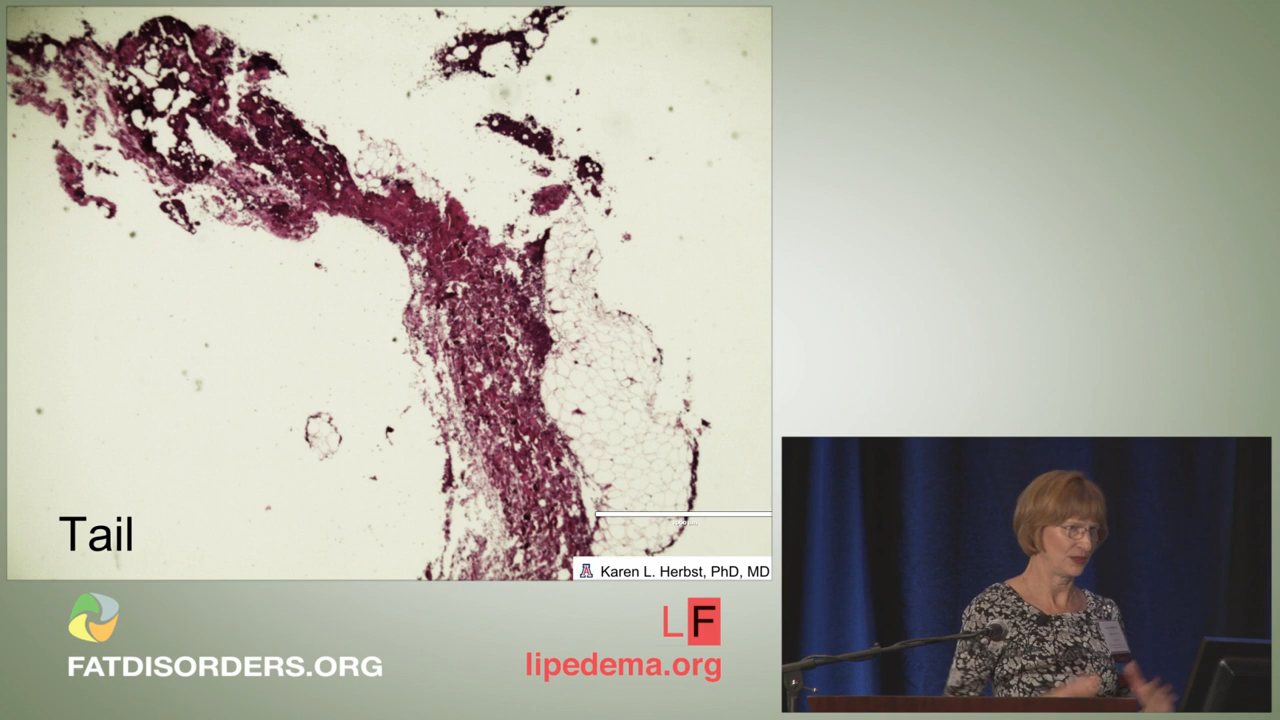 Tail
Karen L. Herbst, PhD, MD
LF
FATDISORDERS.ORG
lipedema.org